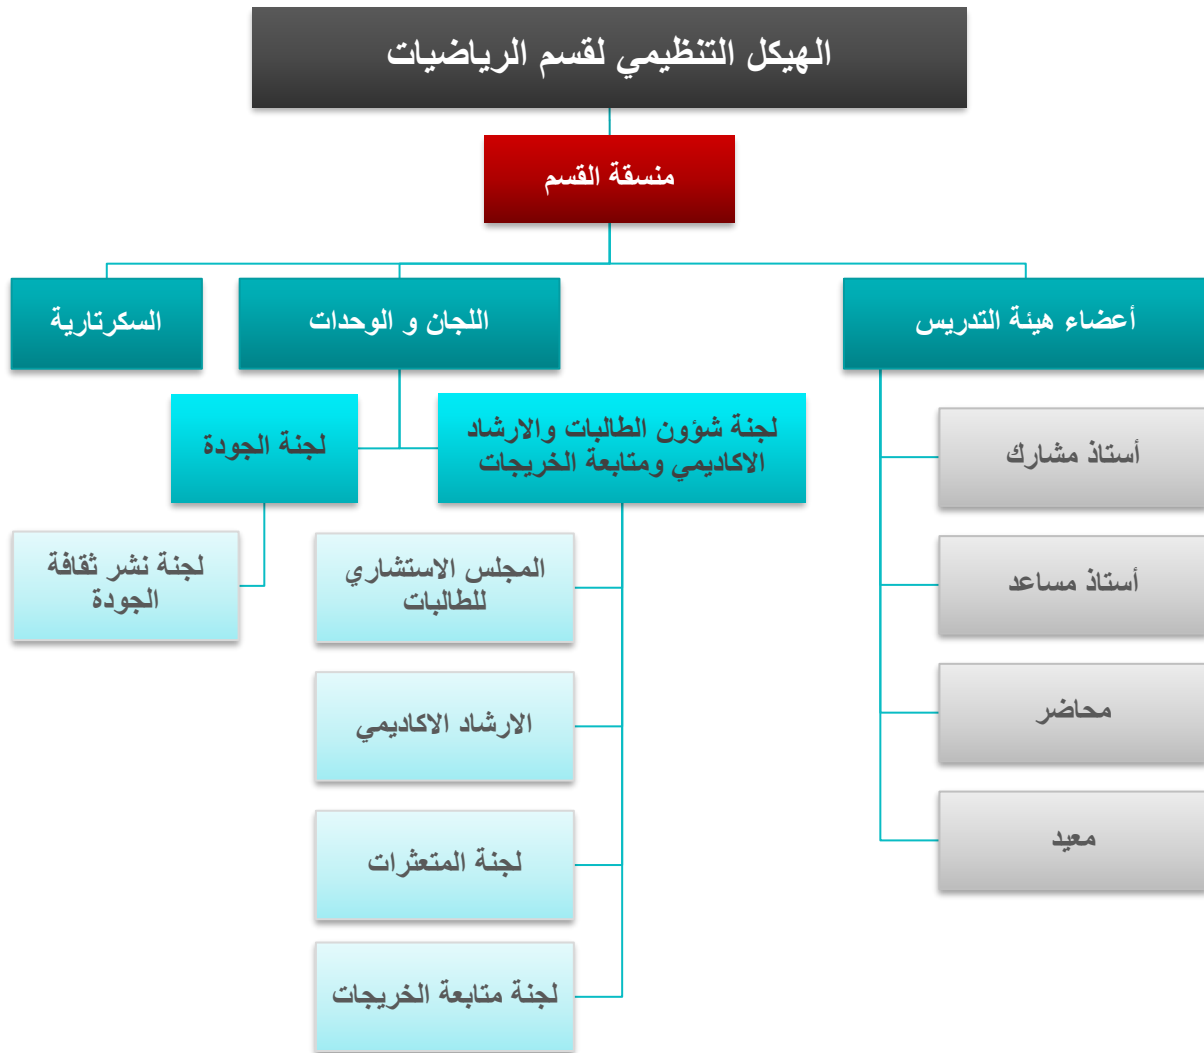 الهيكل التنظيمي لقسم الرياضيات
منسقة القسم
أعضاء هيئة التدريس
اللجان و الوحدات
السكرتارية
لجنة شؤون الطالبات والارشاد
الاكاديمي ومتابعة الخريجات
لجنة الجودة
أستاذ مشارك
أستاذ مساعد
محاضر
معيد
المجلس الاستشاري
للطالبات
الارشاد الاكاديمي
لجنة المتعثرات
لجنة متابعة الخريجات
لجنة نشر ثقافة
الجودة